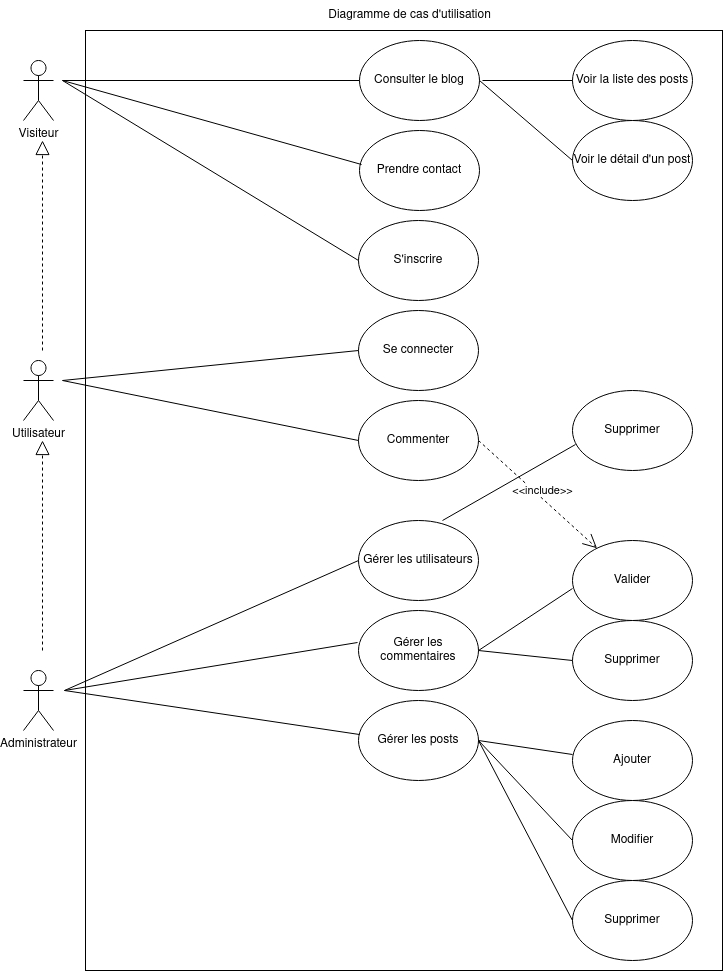 Diagramme de cas d'utilisation
Visiteur
Consulter le blog
Voir la liste des posts
Voir le détail d'un post
Prendre contact
S'inscrire
Utilisateur
Se connecter
Commenter
Supprimer
<<include>>
Gérer les utilisateurs
Valider
Gérer les
commentaires
Supprimer
Administrateur
Gérer les posts
Ajouter
Modifier
Supprimer